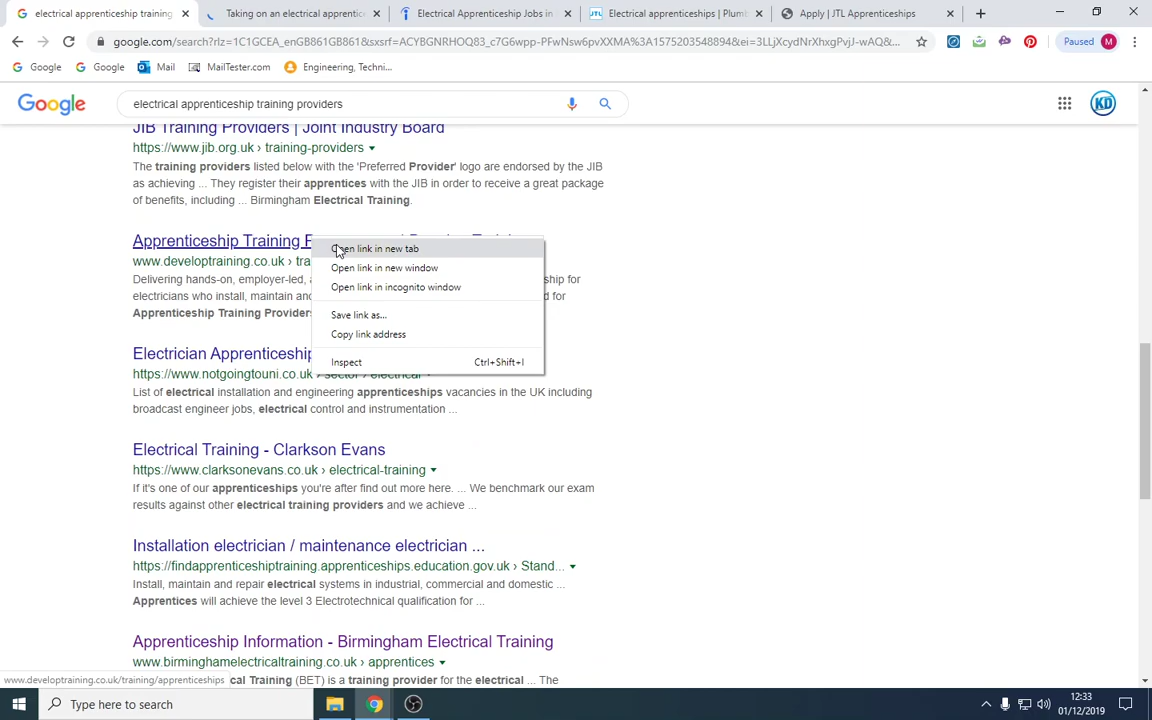 electrical apprenticeship training
Taking on an electrical apprentic
Electrical Apprenticeship Jobs in
JTL
Electrical apprenticeships | Plumb
Apply | JTL Apprenticeships
google.com/search?rlz=1C1GCEA_enGB861GB861&sxsrf=ACYBGNRHOQ83_c7G6wpp-PFwNsw6pvXXMA%3A1575203548894&ei=3LLjXcydNrXhxgPvjJ-wAQ&...
Paused M
Google
Google
Mail
MailTester.com
Engineering, Techni...
Google
electrical apprenticeship training providers
KD
JIB Training Providers | Joint Industry Board
https://www.jib.org.uk › training-providers
The training providers listed below with the 'Preferred Provider' logo are endorsed by the JIB
as achieving ... They register their apprentices with the JIB in order to receive a great package
of benefits, including ... Birmingham Electrical Training.
Apprenticeship Training
www.developtraining.co.uk › tra
Delivering hands-on, employer-led,
ship for
electricians who install, maintain and
d for
Apprenticeship Training Providers
Open link in new tab
Open link in new window
Open link in incognito window
Save link as...
Copy link address
Inspect Ctrl+Shift+I
Electrician Apprenticeship
https://www.notgoingtouni.co.uk › sector › electrical
List of electrical installation and engineering apprenticeships vacancies in the UK including
broadcast engineer jobs, electrical control and instrumentation ...
Electrical Training - Clarkson Evans
https://www.clarksonevans.co.uk › electrical-training
If it's one of our apprenticeships you're after find out more here. ... We benchmark our exam
results against other electrical training providers and we achieve ...
Installation electrician / maintenance electrician ...
https://findapprenticeshiptraining.apprenticeships.education.gov.uk › Stand...
Install, maintain and repair electrical systems in industrial, commercial and domestic ...
Apprentices will achieve the level 3 Electrotechnical qualification for ...
Apprenticeship Information - Birmingham Electrical Training
www.birminghamelectricaltraining.co.uk › apprentices
cal Training (BET) is a training provider for the electrical ... The
www.developtraining.co.uk/training/apprenticeships
Type here to search
12:33
01/12/2019